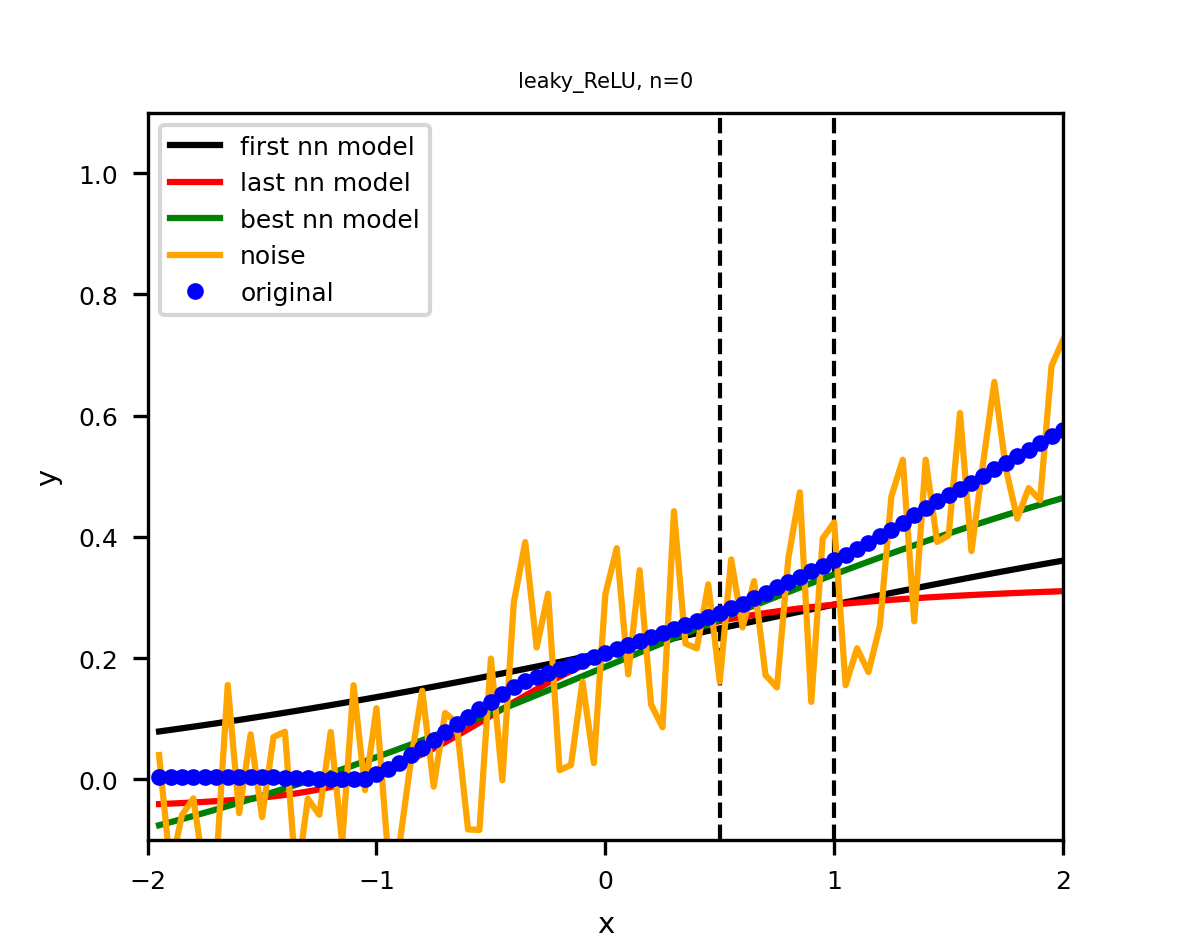 leaky_ReLU, n=0
first nn model
last nn model
best nn model
noise
original
y
1.0
0.8
0.6
0.4
0.2
0.0
−2
−1
0
1
2
x